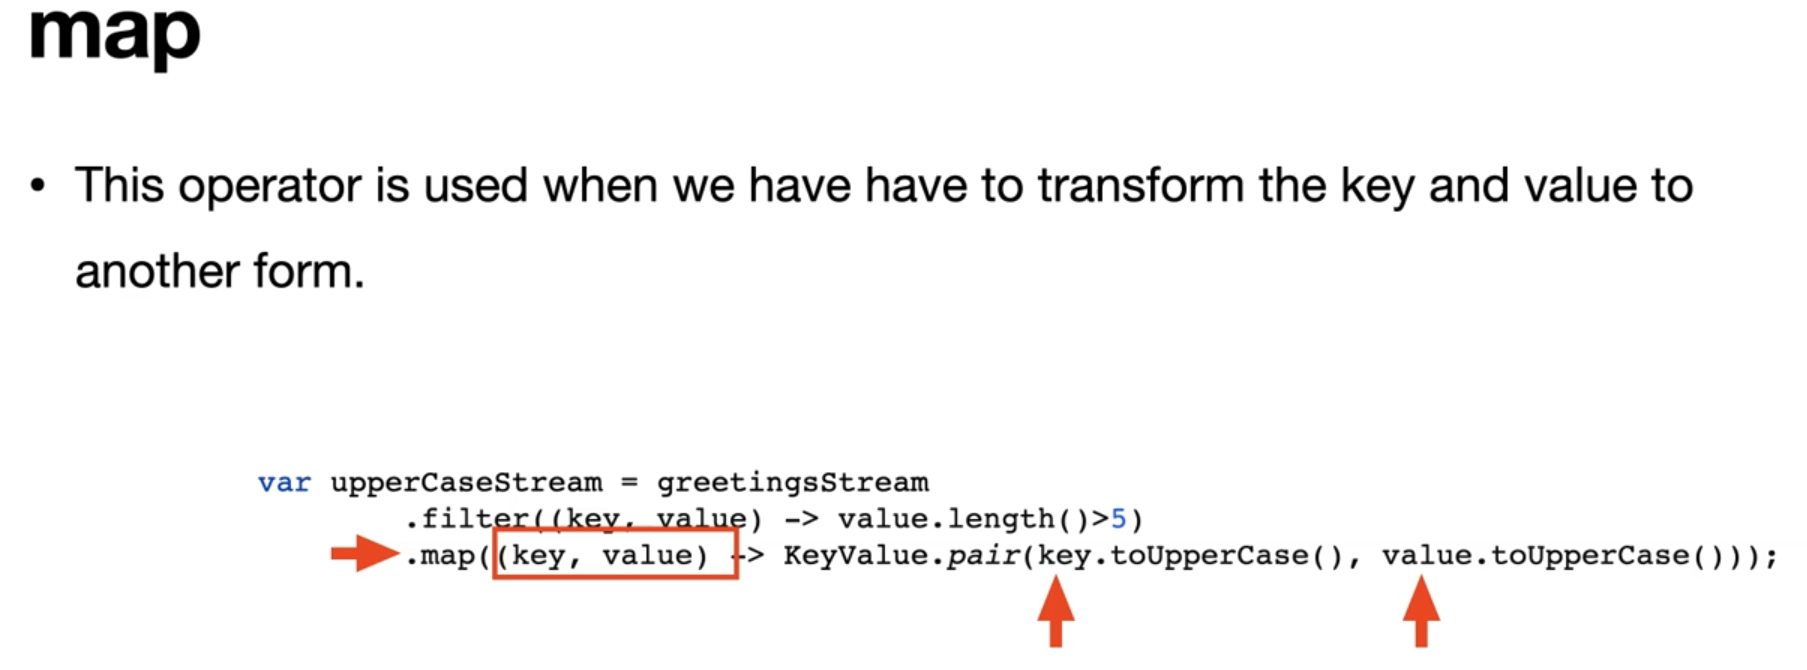 map
• This operator is used when we have have to transform the key and value to
another form.
var upperCaseStream = greetingsStream
.filter((key, value) -> value.length()>5)
.map((key, value) -> KeyValue.pair(key.toUpperCase(), value.toUpperCase()));